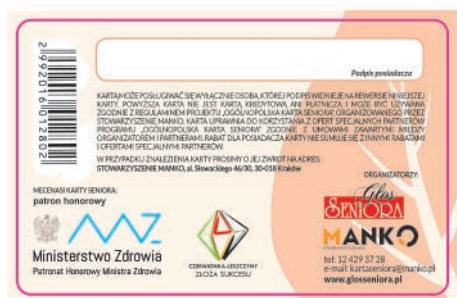 2992016012802
Podpis posiadacza
KARTĄ MOŻE POSŁUGIWAĆ SIĘ WYŁĄCZNIE OSOBA, KTÓREJ PODPIS WIDNIEJE NA REWERSIE NINIEJSZEJ
KARTY. POWYŻSZA KARTA NIE JEST KARTĄ KREDYTOWĄ ANI PŁATNICZĄ I MOŻE BYĆ UŻYWANA
ZGODNIE Z REGULAMINEM PROJEKTU „OGÓLNOPOLSKA KARTA SENIORA” ORGANIZOWANEGO PRZEZ
STOWARZYSZENIE MANKO. KARTA UPRAWNIA DO KORZYSTANIA Z OFERT SPECJALNYCH PARTNERÓW
PROGRAMU „OGÓLNOPOLSKA KARTA SENIORA” ZGODNIE Z UMOWAMI ZAWARTYMI MIĘDZY
ORGANIZATOREM I PARTNERAMI. RABAT DLA POSIADACZA KARTY NIE SUMUJE SIĘ Z INNYMI RABATAMI
I OFERTAMI SPECJALNYMI PARTNERÓW.
W PRZYPADKU ZNALEZIENIA KARTY PROSIMY O JEJ ZWROT NA ADRES:
STOWARZYSZENIE MANKO, al. Słowackiego 46/30, 30-018 Kraków
MECENASI KARTY SENIORA:
patron honorowy
Ministerstwo Zdrowia
Patronat Honorowy Ministra Zdrowia
CZERWIONKA-LESZCZYNY
ZŁOŻA SUKCESU
ORGANIZATORZY:
Głos
SENIORA
MANKO
STOWARZYSZENIE
tel: 12 429 37 28
e-mail: kartaseniora@manko.pl
www.glosseniora.pl